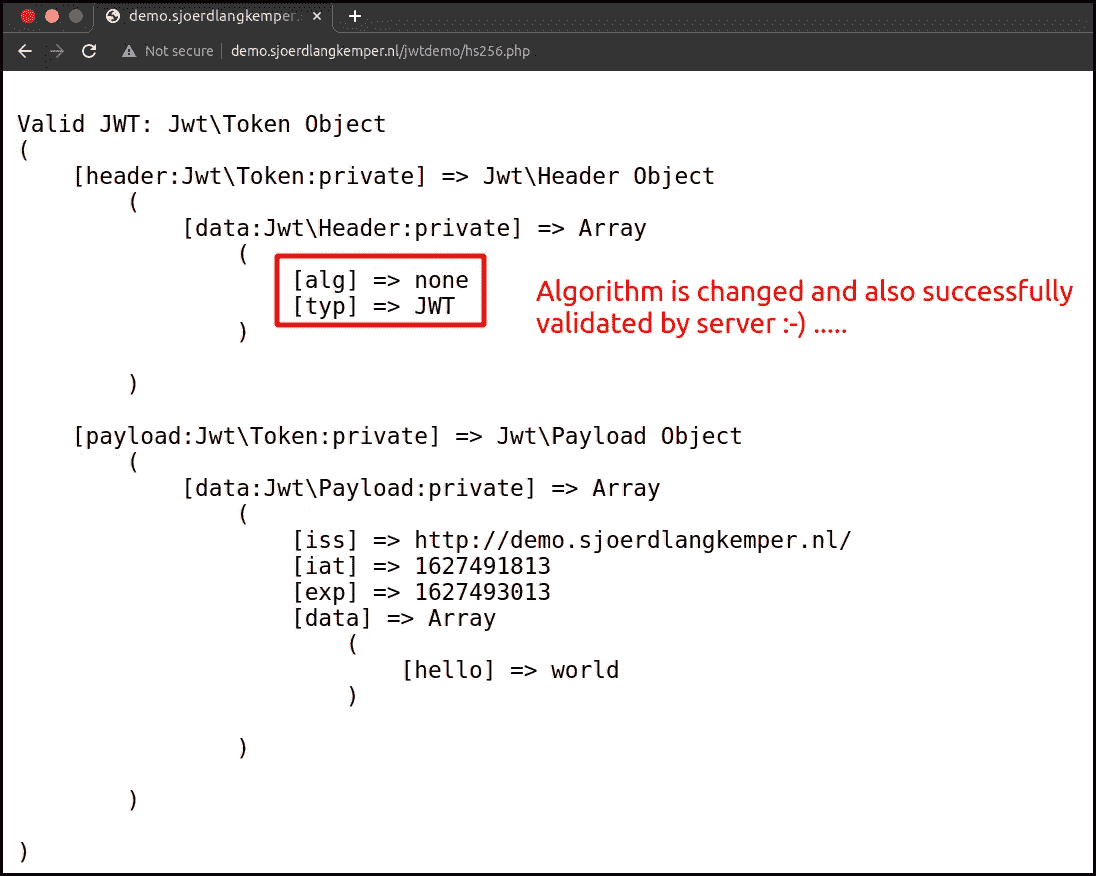 demo.sjoerdlangkemper.
Not secure | demo.sjoerdlangkemper.nl/jwtdemo/hs256.php
Valid JWT: Jwt\Token Object
(
[header:Jwt\Token:private] => Jwt\Header Object
(
[data:Jwt\Header:private] => Array
(
[alg] => none
[typ] => JWT
)
Algorithm is changed and also successfully
validated by server :-) .....
)
[payload:Jwt\Token:private] => Jwt\Payload Object
(
[data:Jwt\Payload:private] => Array
(
[iss] => http://demo.sjoerdlangkemper.nl/
[iat] => 1627491813
[exp] => 1627493013
[data] => Array
(
[hello] => world
)
)
)
)